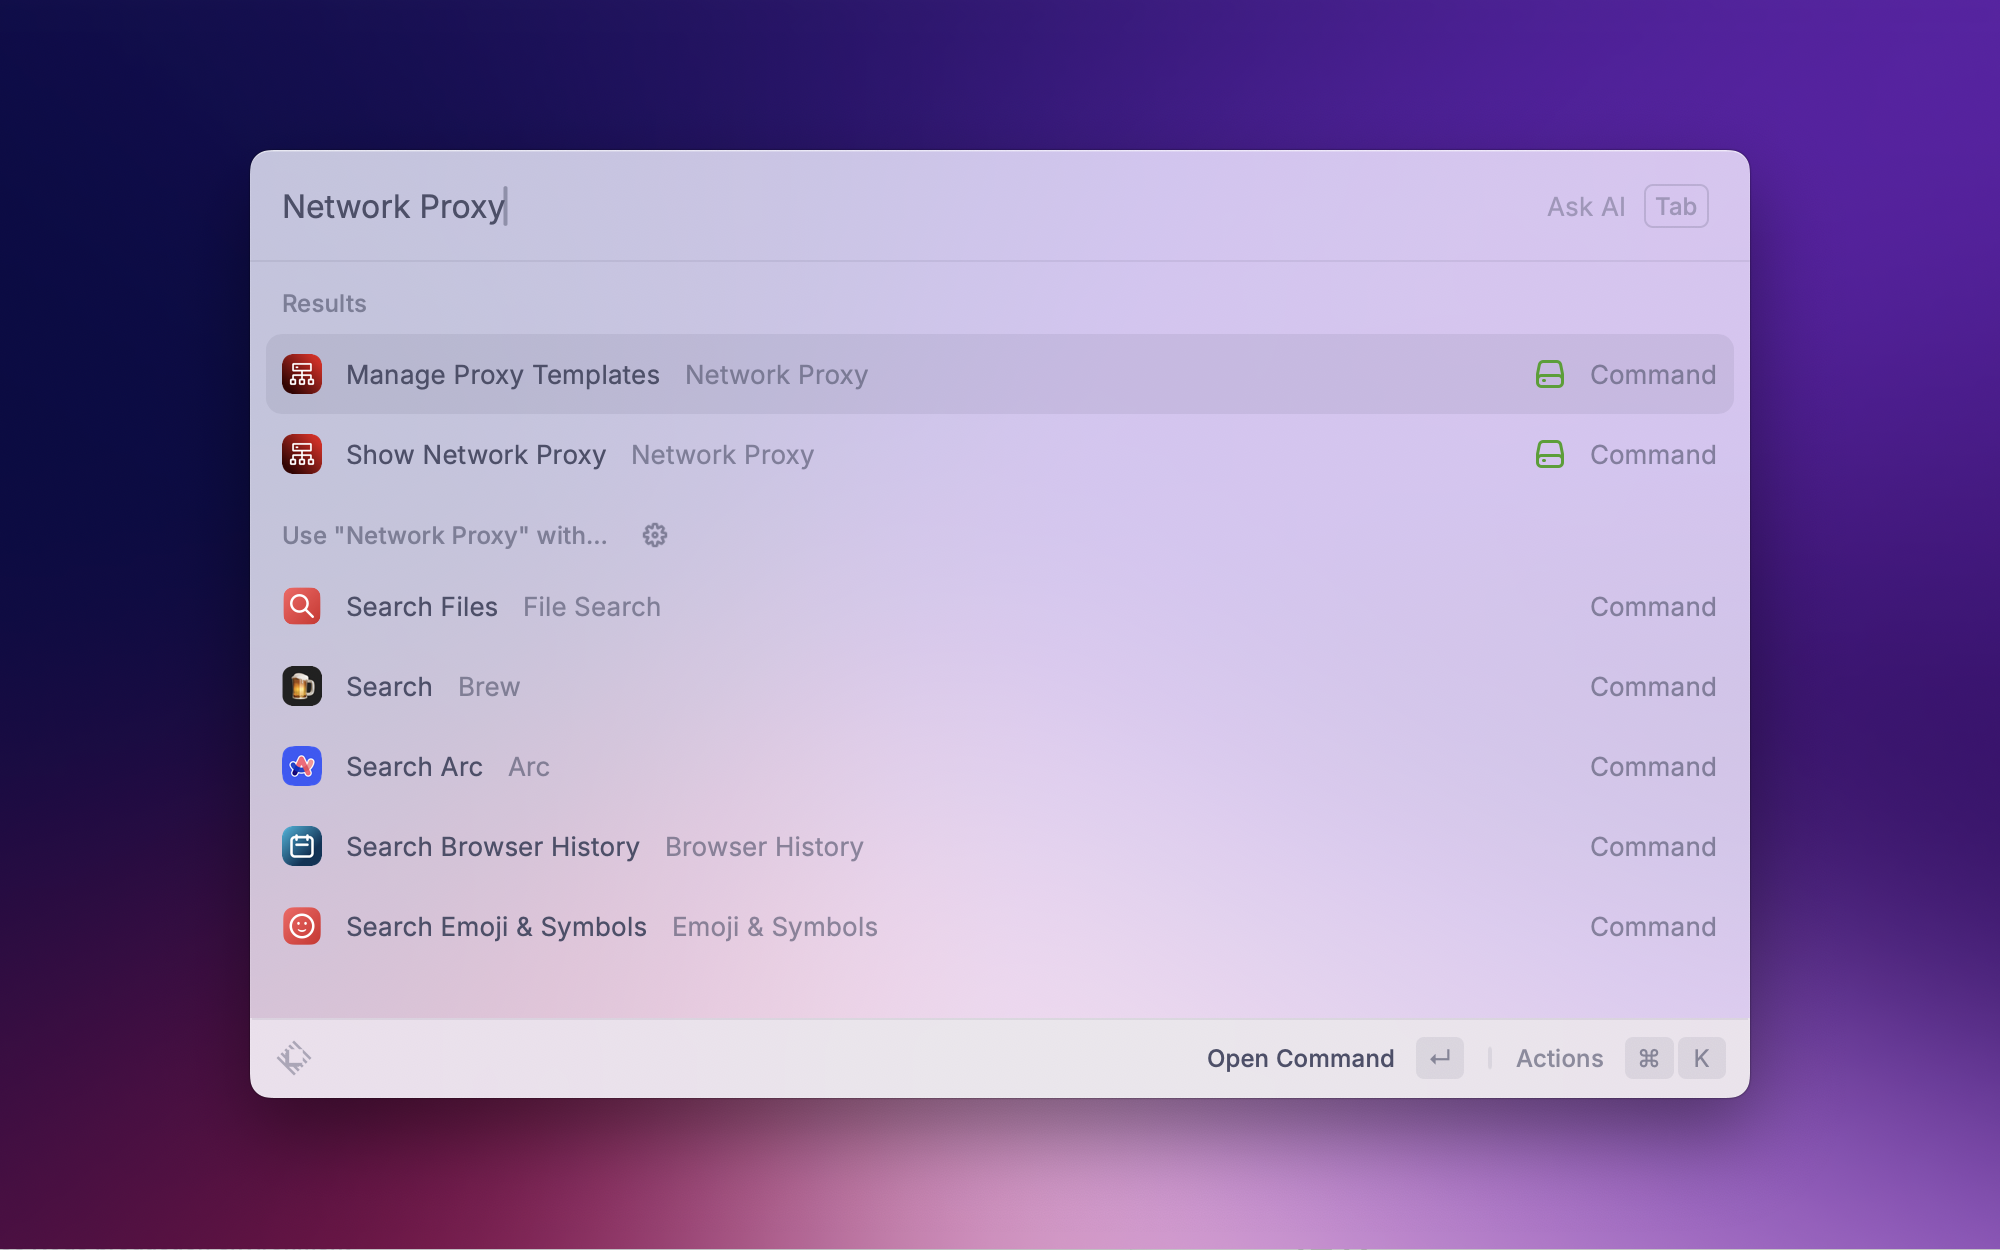 Network Proxy
Ask AI Tab
Results
Manage Proxy Templates Network Proxy Command
Show Network Proxy Network Proxy Command
Use "Network Proxy" with...
Search Files File Search Command
Search Brew Command
Search Arc Arc Command
Search Browser History Browser History Command
Search Emoji & Symbols Emoji & Symbols Command
Open Command ↵ Actions ⌘ K